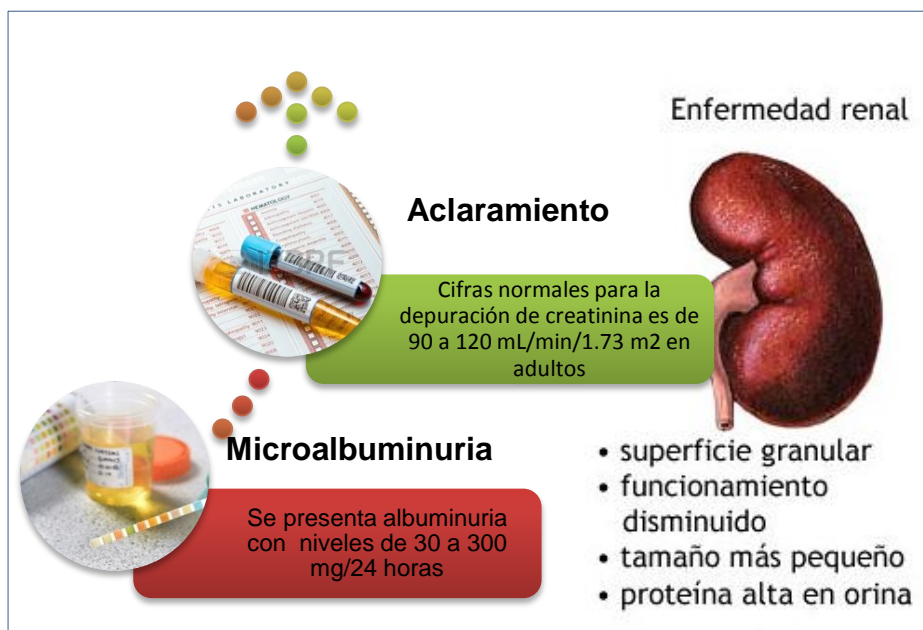 Enfermedad renal
LABORATORY
HEMATOLOGY
Aclaramiento
Cifras normales para la
depuración de creatinina es de
90 a 120 mL/min/1.73 m2 en
adultos
Microalbuminuria
Se presenta albuminuria
con niveles de 30 a 300
mg/24 horas
• superficie granular
• funcionamiento
disminuido
• tamaño más pequeño
• proteína alta en orina